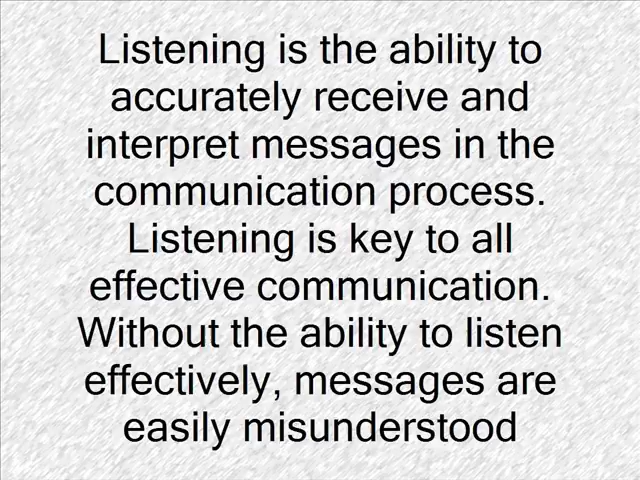 Listening is the ability to
accurately receive and
interpret messages in the
communication process.
Listening is key to all
effective communication.
Without the ability to listen
effectively, messages are
easily misunderstood